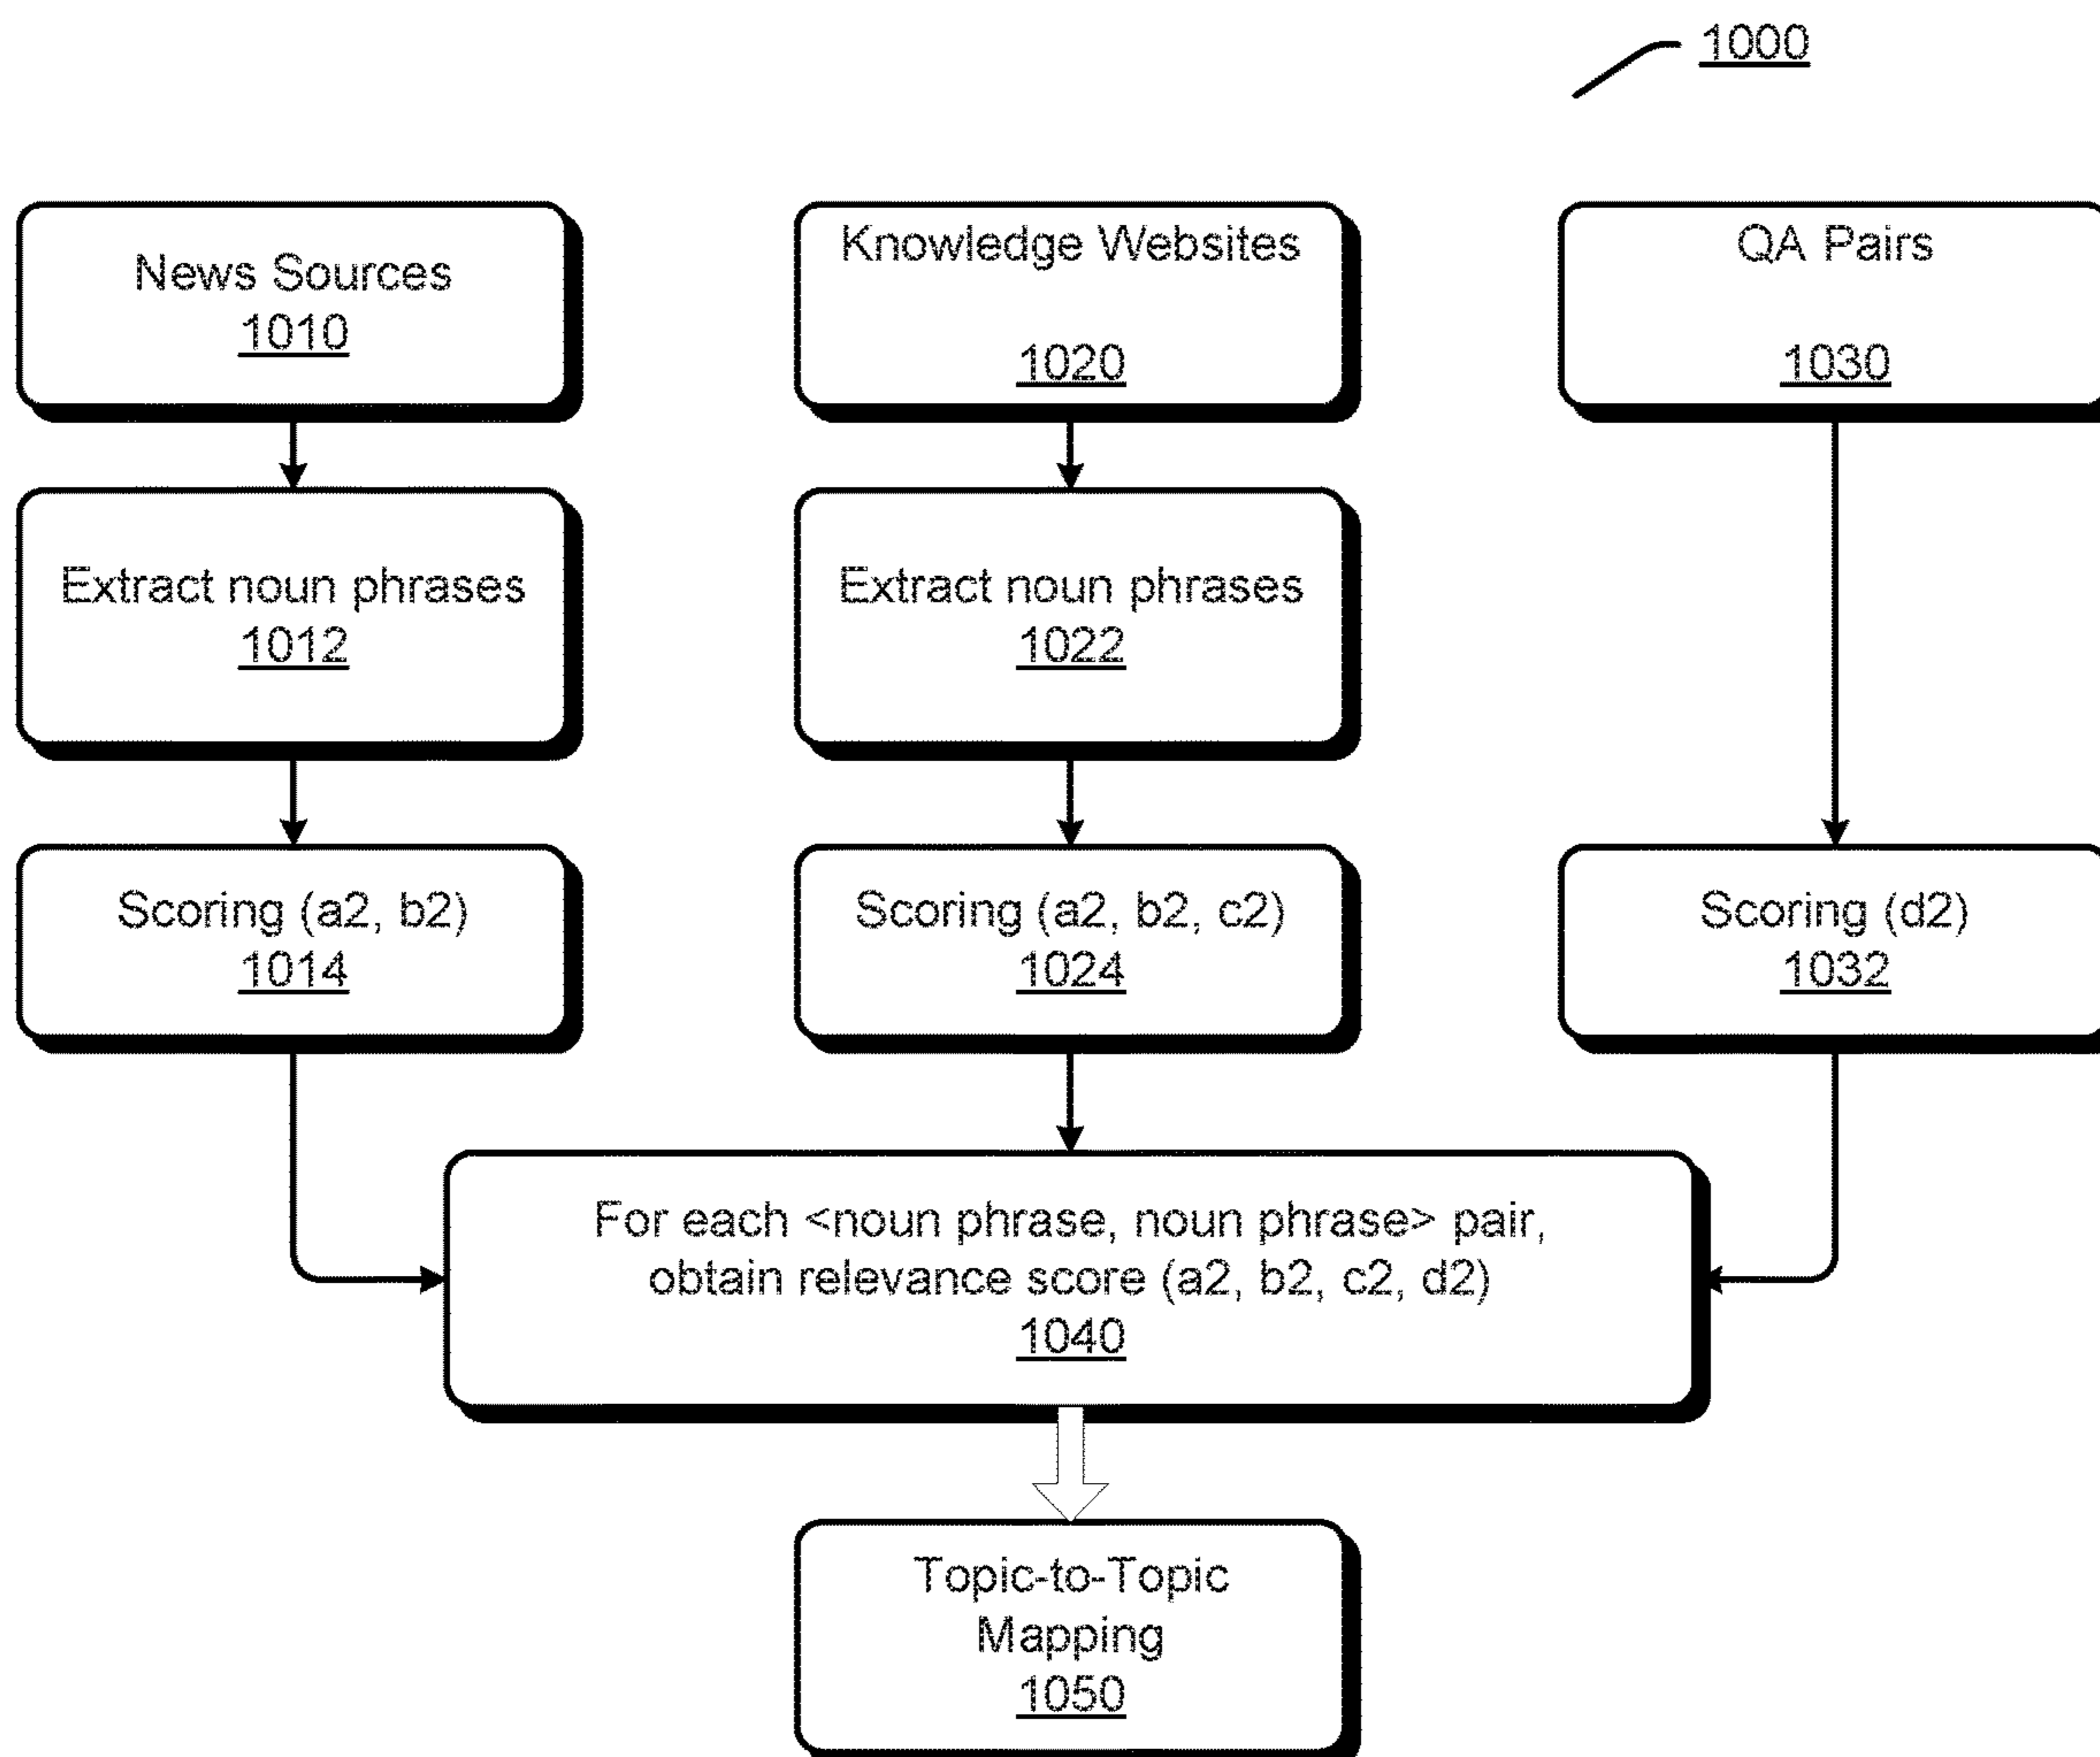 1000
News Sources
1010
Knowledge Websites
1020
QA Pairs
1030
Extract noun phrases
1012
Extract noun phrases
1022
Scoring (a2, b2)
1014
Scoring (a2, b2, c2)
1024
Scoring (d2)
1032
For each <noun phrase, noun phrase> pair,
obtain relevance score (a2, b2, c2, d2)
1040
Topic-to-Topic
Mapping
1050